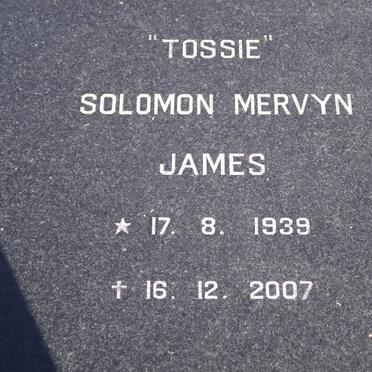 "TOSSIE"
SOLOMON MERVYN
JAMES
★ 17. 8. 1939
✝ 16. 12. 2007